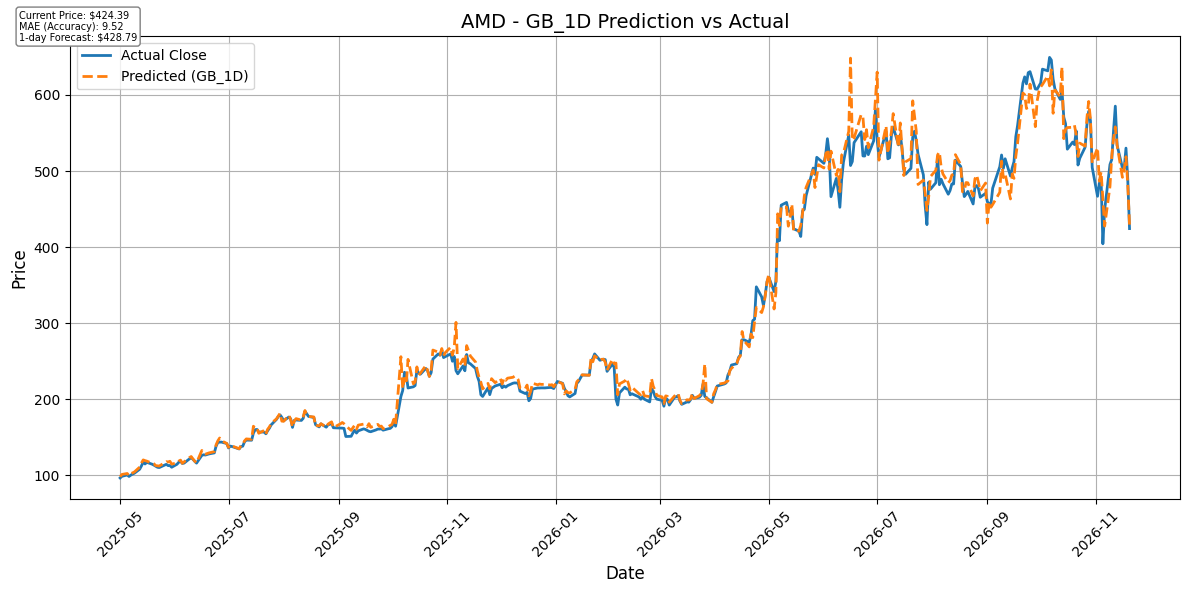 Current Price: $424.39
MAE (Accuracy): 9.52
1-day Forecast: $428.79
AMD - GB_1D Prediction vs Actual
Actual Close
Predicted (GB_1D)
Price
600
500
400
300
200
100
2025-05
2025-07
2025-09
2025-11
2026-01
2026-03
2026-05
2026-07
2026-09
2026-11
Date